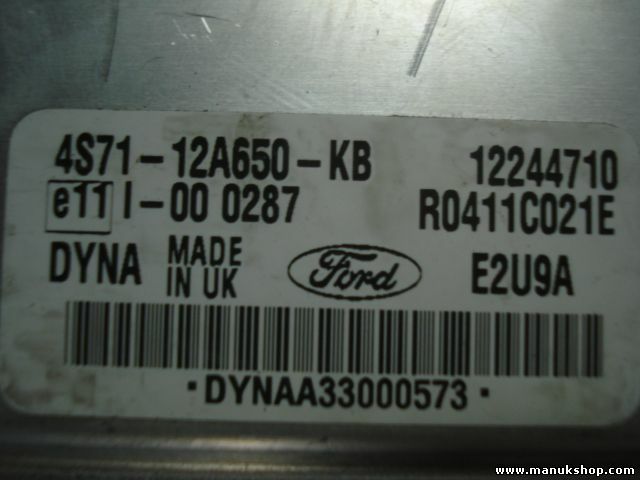 4S71-12A650-KB 12244710
e11 I-00 0287 R0411C021E
DYNA MADE IN UK Ford E2U9A
·DYNAA33000573·
www.manukshop.com